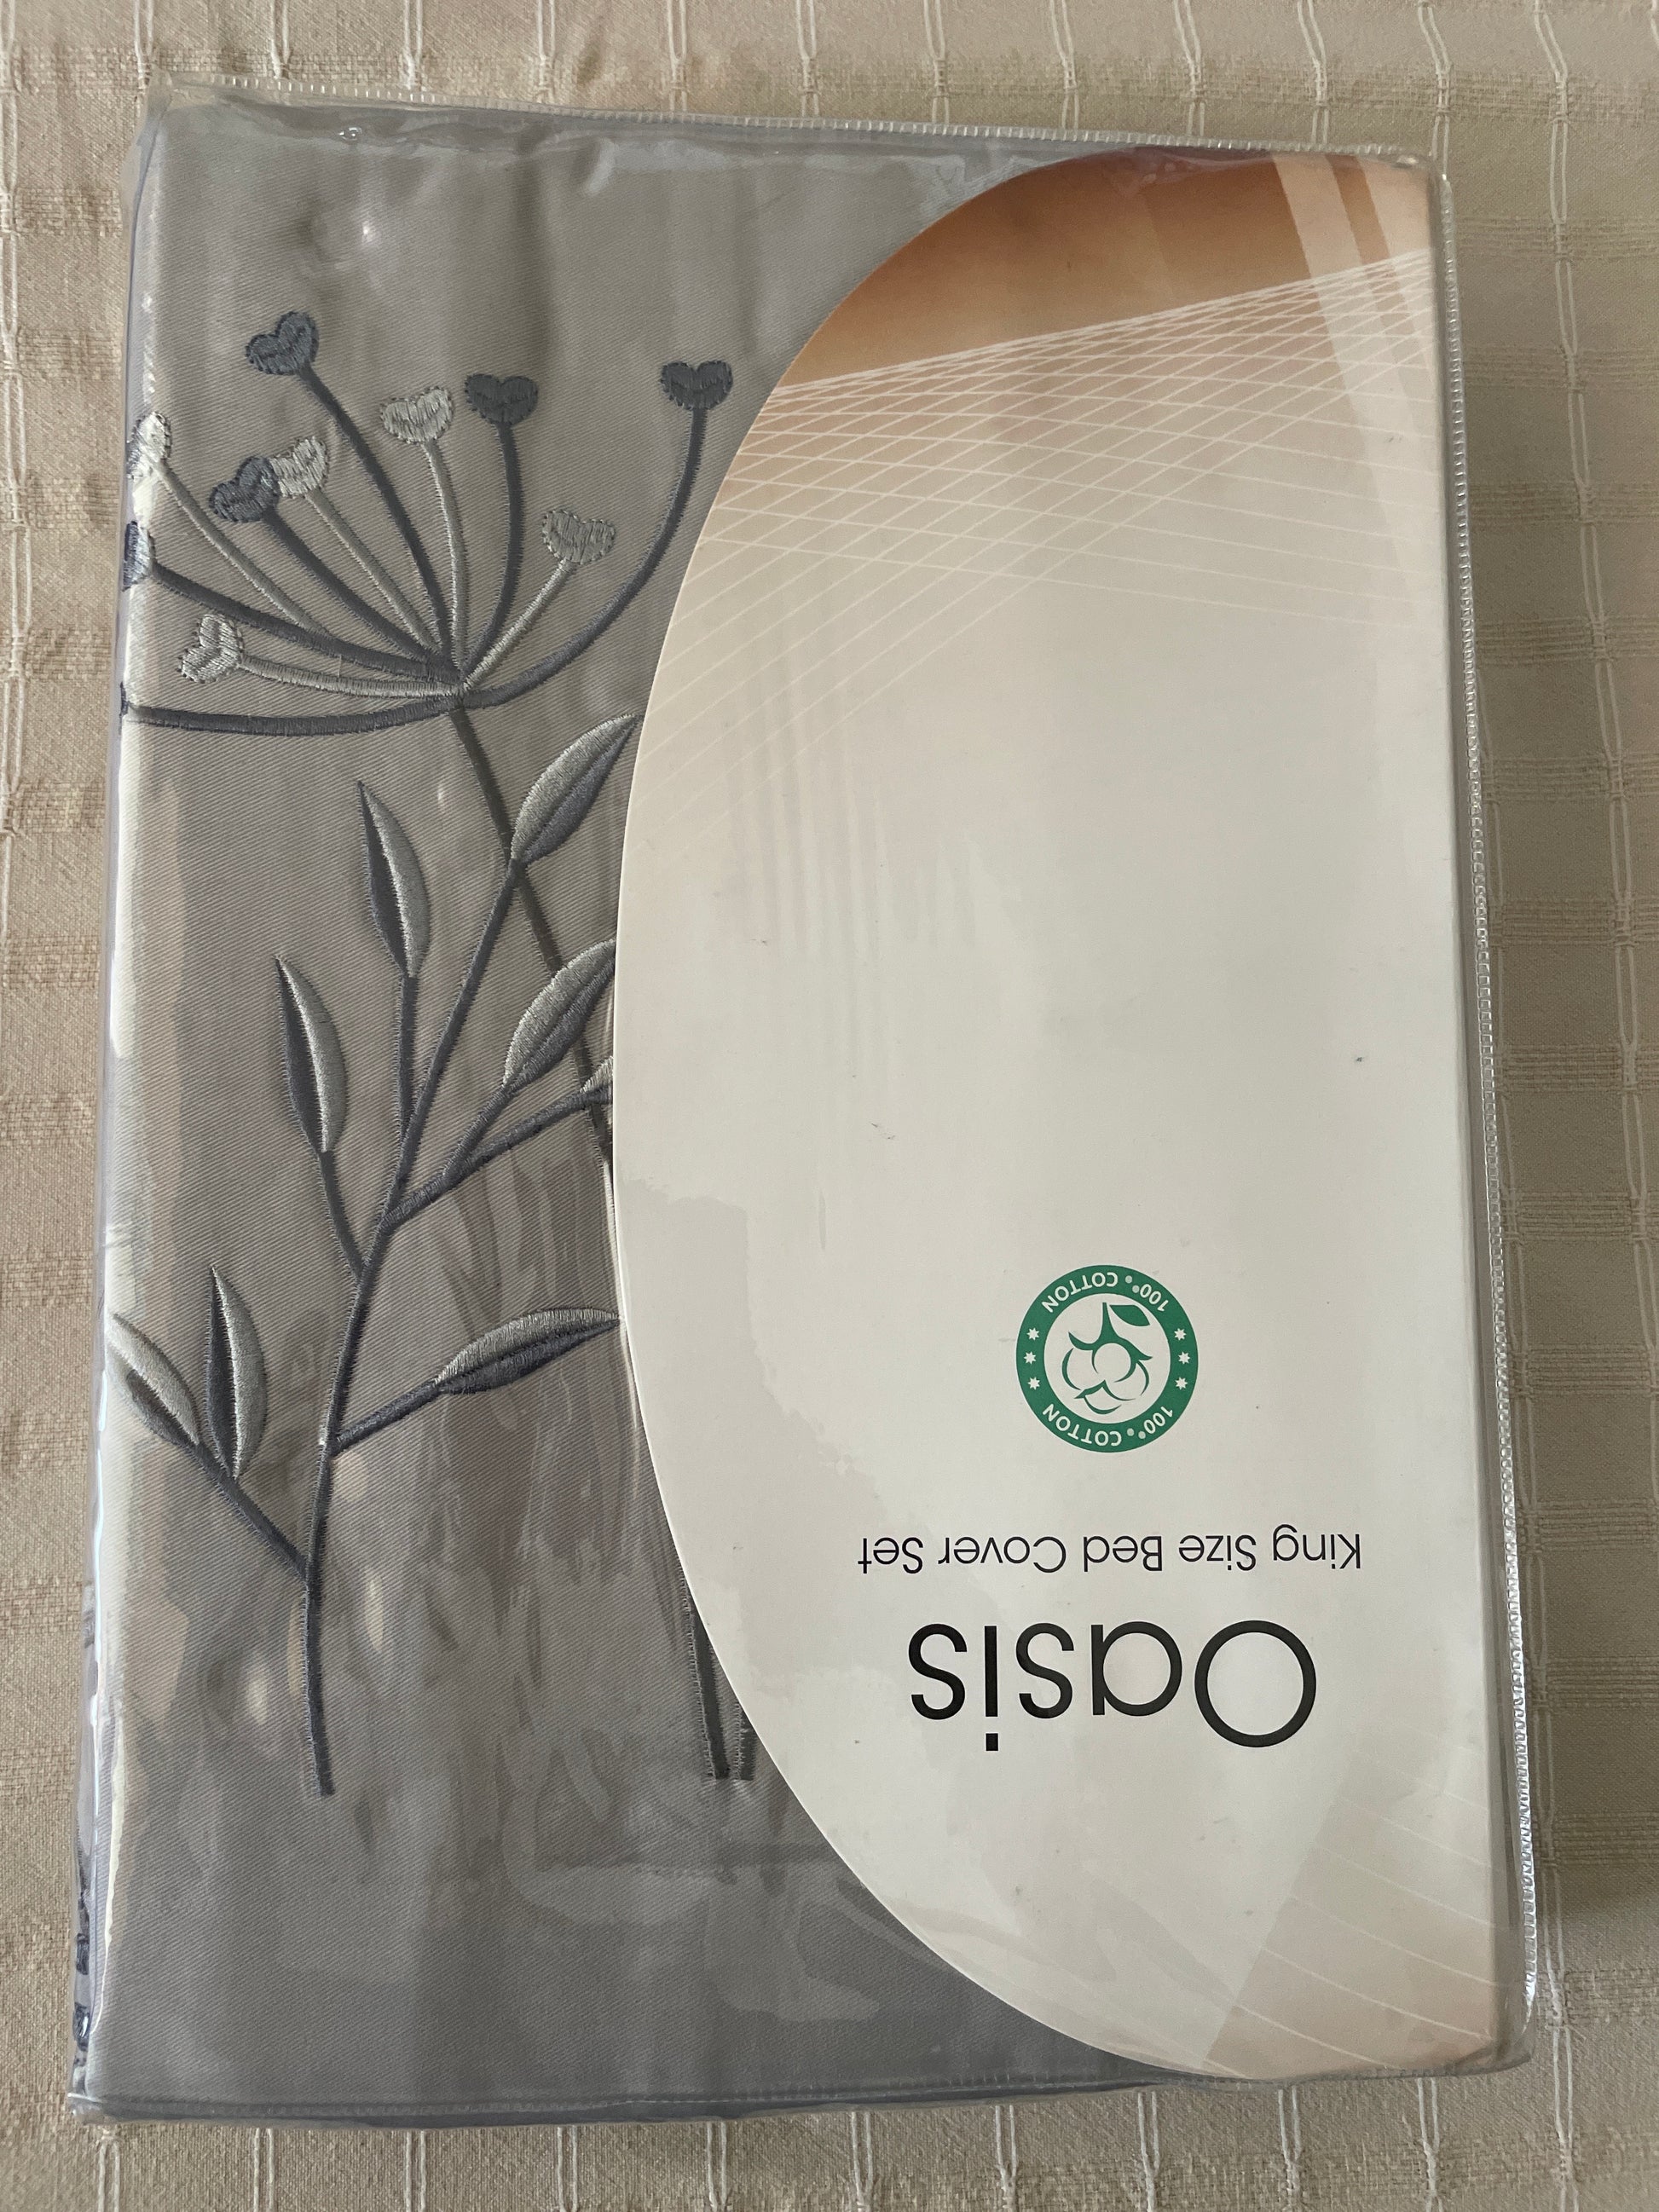 Oasis
King Size Bed Cover Set
100% COTTON
100% COTTON